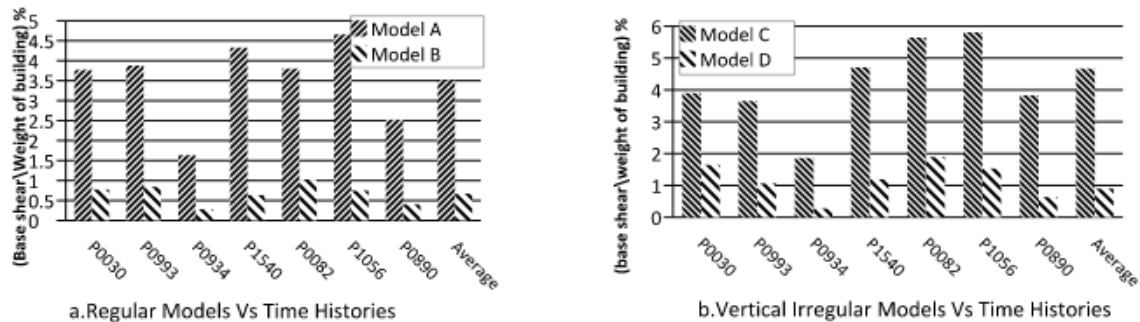 (Base shear\Weight of building) %
5
4.5
4
3.5
3
2.5
2
1.5
1
0.5
0
Model A
Model B
P0030
P0993
P0934
P1540
P0082
P1056
P0890
Average
a.Regular Models Vs Time Histories
(base shear\weight of building) %
6
5
4
3
2
1
0
Model C
Model D
P0030
P0993
P0934
P1540
P0082
P1056
P0890
Average
b.Vertical Irregular Models Vs Time Histories